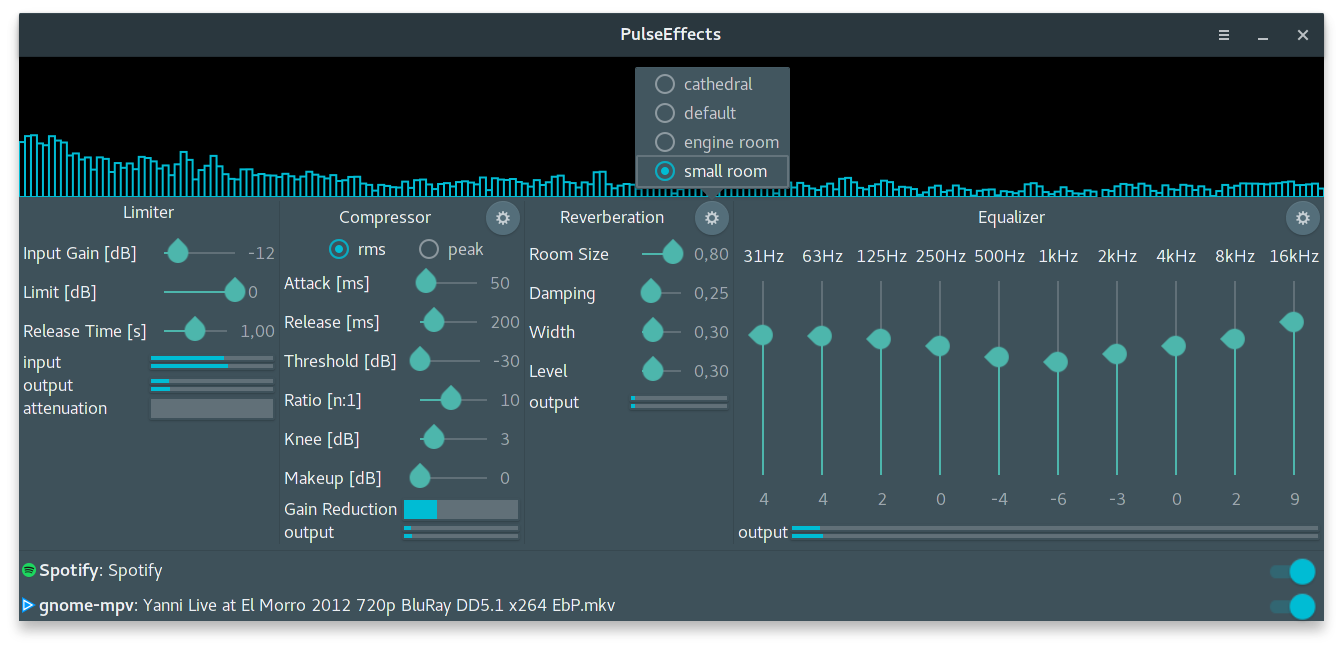 PulseEffects
cathedral
default
engine room
small room
Limiter
Input Gain [dB] -12
Limit [dB] 0
Release Time [s] 1,00
input
output
attenuation
Compressor
rms peak
Attack [ms] 50
Release [ms] 200
Threshold [dB] -30
Ratio [n:1] 10
Knee [dB] 3
Makeup [dB] 0
Gain Reduction
output
Reverberation
Room Size 0,80
Damping 0,25
Width 0,30
Level 0,30
output
Equalizer
31Hz 63Hz 125Hz 250Hz 500Hz 1kHz 2kHz 4kHz 8kHz 16kHz
4 4 2 0 -4 -6 -3 0 2 9
output
Spotify: Spotify
gnome-mpv: Yanni Live at El Morro 2012 720p BluRay DD5.1 x264 EbP.mkv